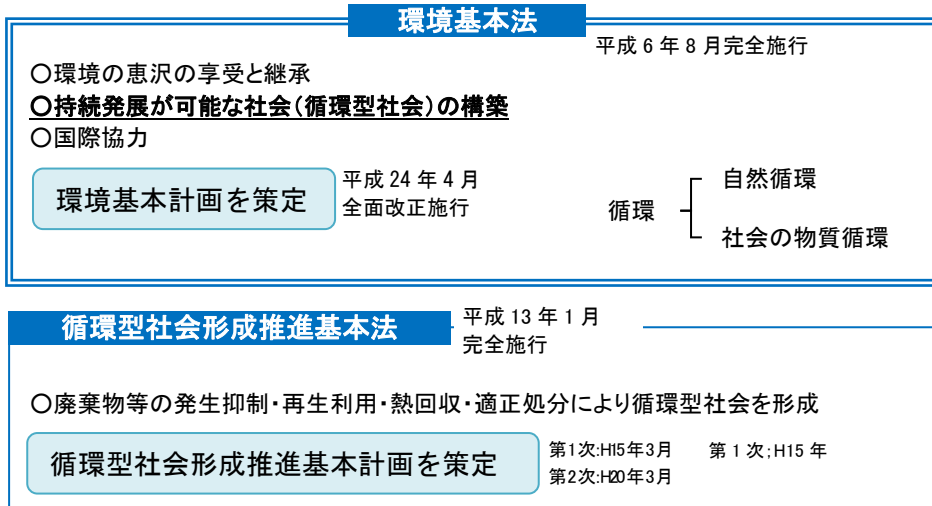 環境基本法
平成 6 年 8 月完全施行
〇環境の恵沢の享受と継承
〇持続発展が可能な社会(循環型社会)の構築
〇国際協力
環境基本計画を策定
平成 24 年 4 月
全面改正施行
循環
自然循環
社会の物質循環
循環型社会形成推進基本法
平成 13 年 1 月
完全施行
〇廃棄物等の発生抑制・再生利用・熱回収・適正処分により循環型社会を形成
循環型社会形成推進基本計画を策定
第1次:H15年3月
第2次:H20年3月
第 1 次;H15 年